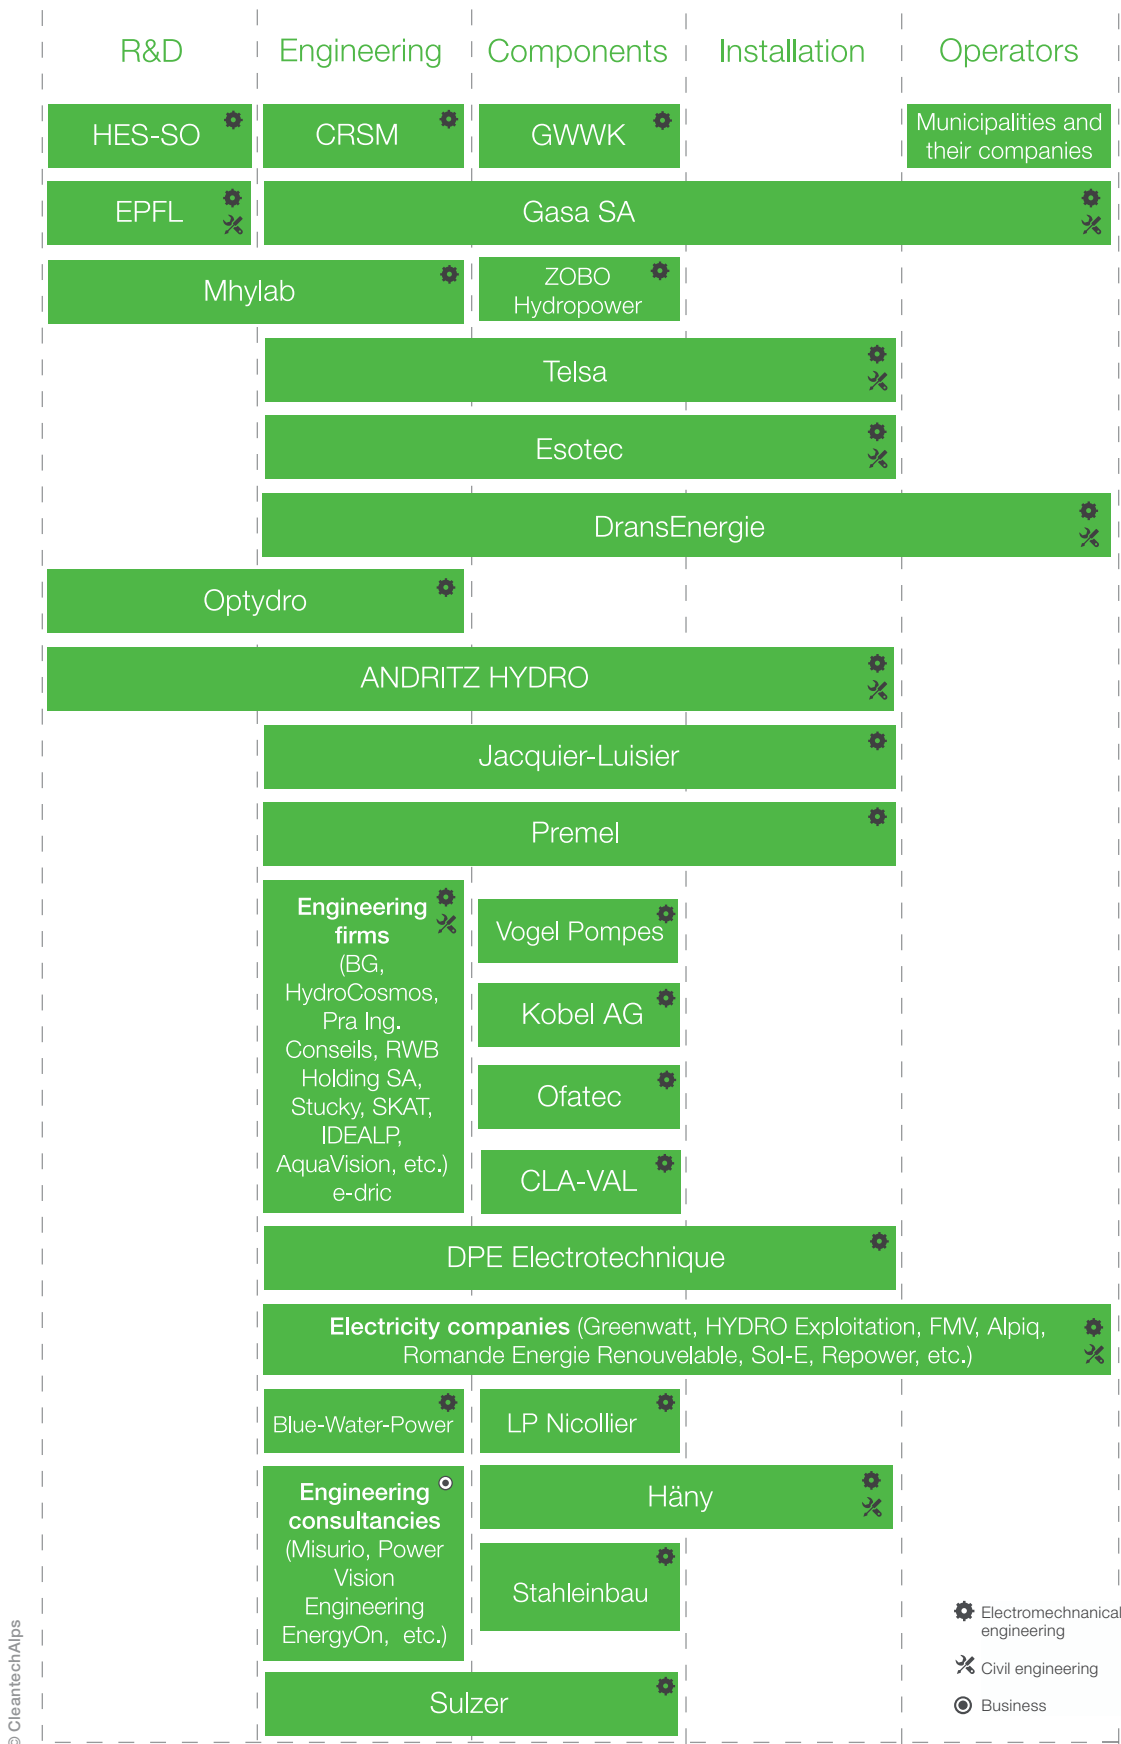 R&D
Engineering
Components
Installation
Operators
HES-SO
CRSM
GWWK
Municipalities and
their companies
EPFL
Gasa SA
Mhylab
ZOBO
Hydropower
Telsa
Esotec
DransEnergie
Optydro
ANDRITZ HYDRO
Jacquier-Luisier
Premel
Engineering
firms
(BG,
HydroCosmos,
Pra Ing.
Conseils, RWB
Holding SA,
Stucky, SKAT,
IDEALP,
AquaVision, etc.)
e-dric
Vogel Pompes
Kobel AG
Ofatec
CLA-VAL
DPE Electrotechnique
Electricity companies (Greenwatt, HYDRO Exploitation, FMV, Alpiq,
Romande Energie Renouvelable, Sol-E, Repower, etc.)
Blue-Water-Power
LP Nicollier
Engineering
consultancies
(Misurio, Power
Vision
Engineering
EnergyOn, etc.)
Häny
Stahleinbau
Sulzer
Electromechnanical
engineering
Civil engineering
Business
© CleantechAlps